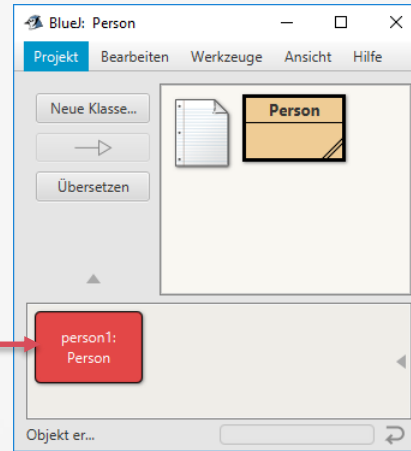 BlueJ: Person
Projekt Bearbeiten Werkzeuge Ansicht Hilfe
Neue Klasse...
Person
Übersetzen
person1:
Person
Objekt er...